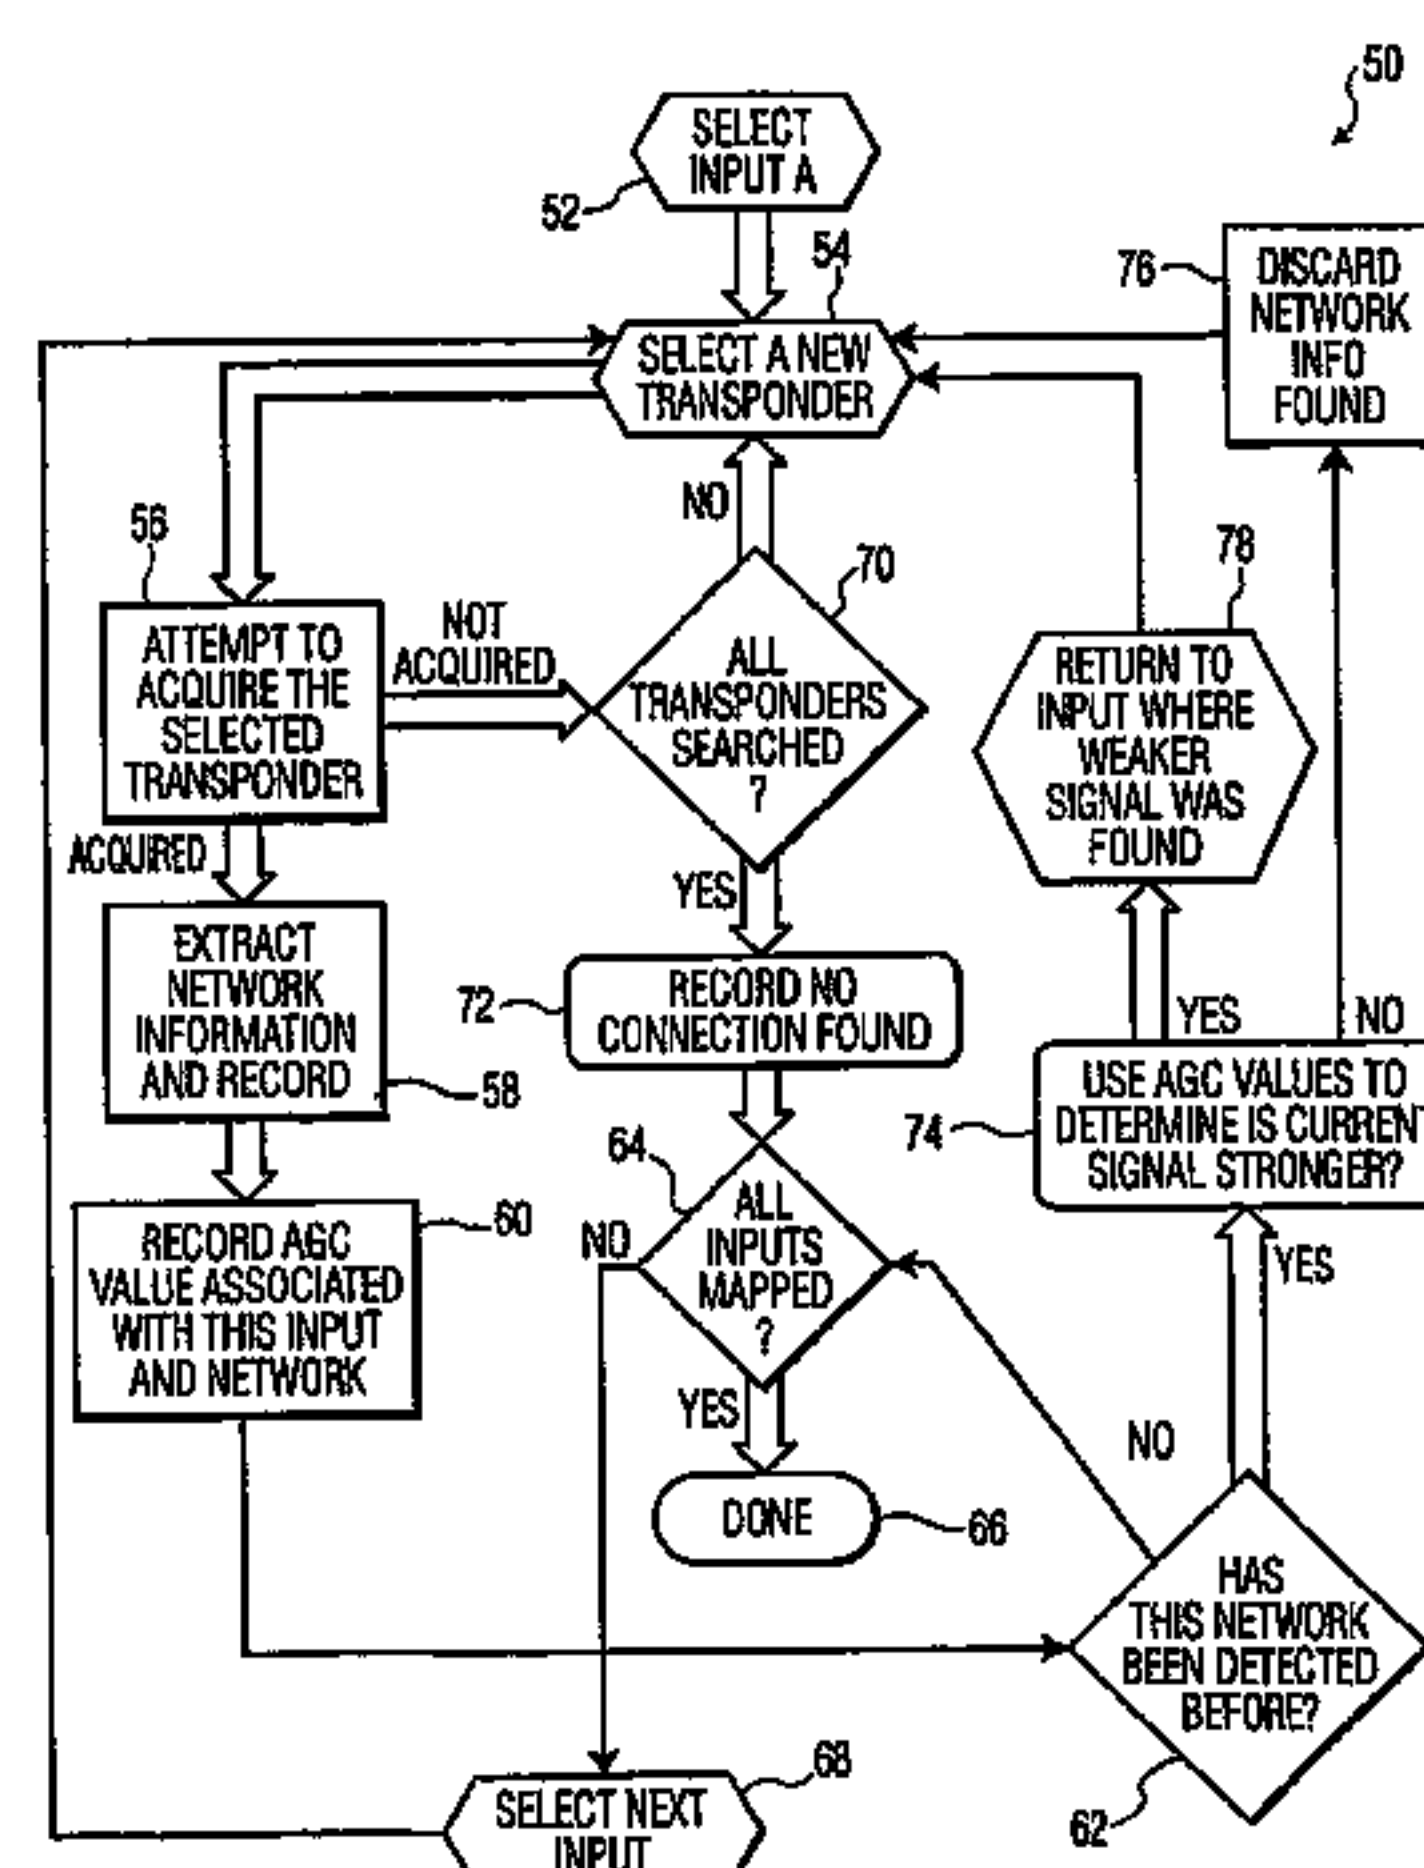 50
SELECT
INPUT A
52
54
76
DISCARD
NETWORK
INFO
FOUND
SELECT A NEW
TRANSPONDER
NO
56
70
78
NOT
ACQUIRED
ATTEMPT TO
ACQUIRE THE
SELECTED
TRANSPONDER
ALL
TRANSPONDERS
SEARCHED
?
RETURN TO
INPUT WHERE
WEAKER
SIGNAL WAS
FOUND
ACQUIRED
YES
EXTRACT
NETWORK
INFORMATION
AND RECORD
58
72
RECORD NO
CONNECTION FOUND
YES
NO
74
USE AGC VALUES TO
DETERMINE IS CURREN
SIGNAL STRONGER?
64
60
RECORD AGC
VALUE ASSOCIATED
WITH THIS INPUT
AND NETWORK
NO
ALL
INPUTS
MAPPED
?
YES
YES
NO
DONE
66
HAS
THIS NETWORK
BEEN DETECTED
BEFORE?
62
68
SELECT NEXT
INPUT